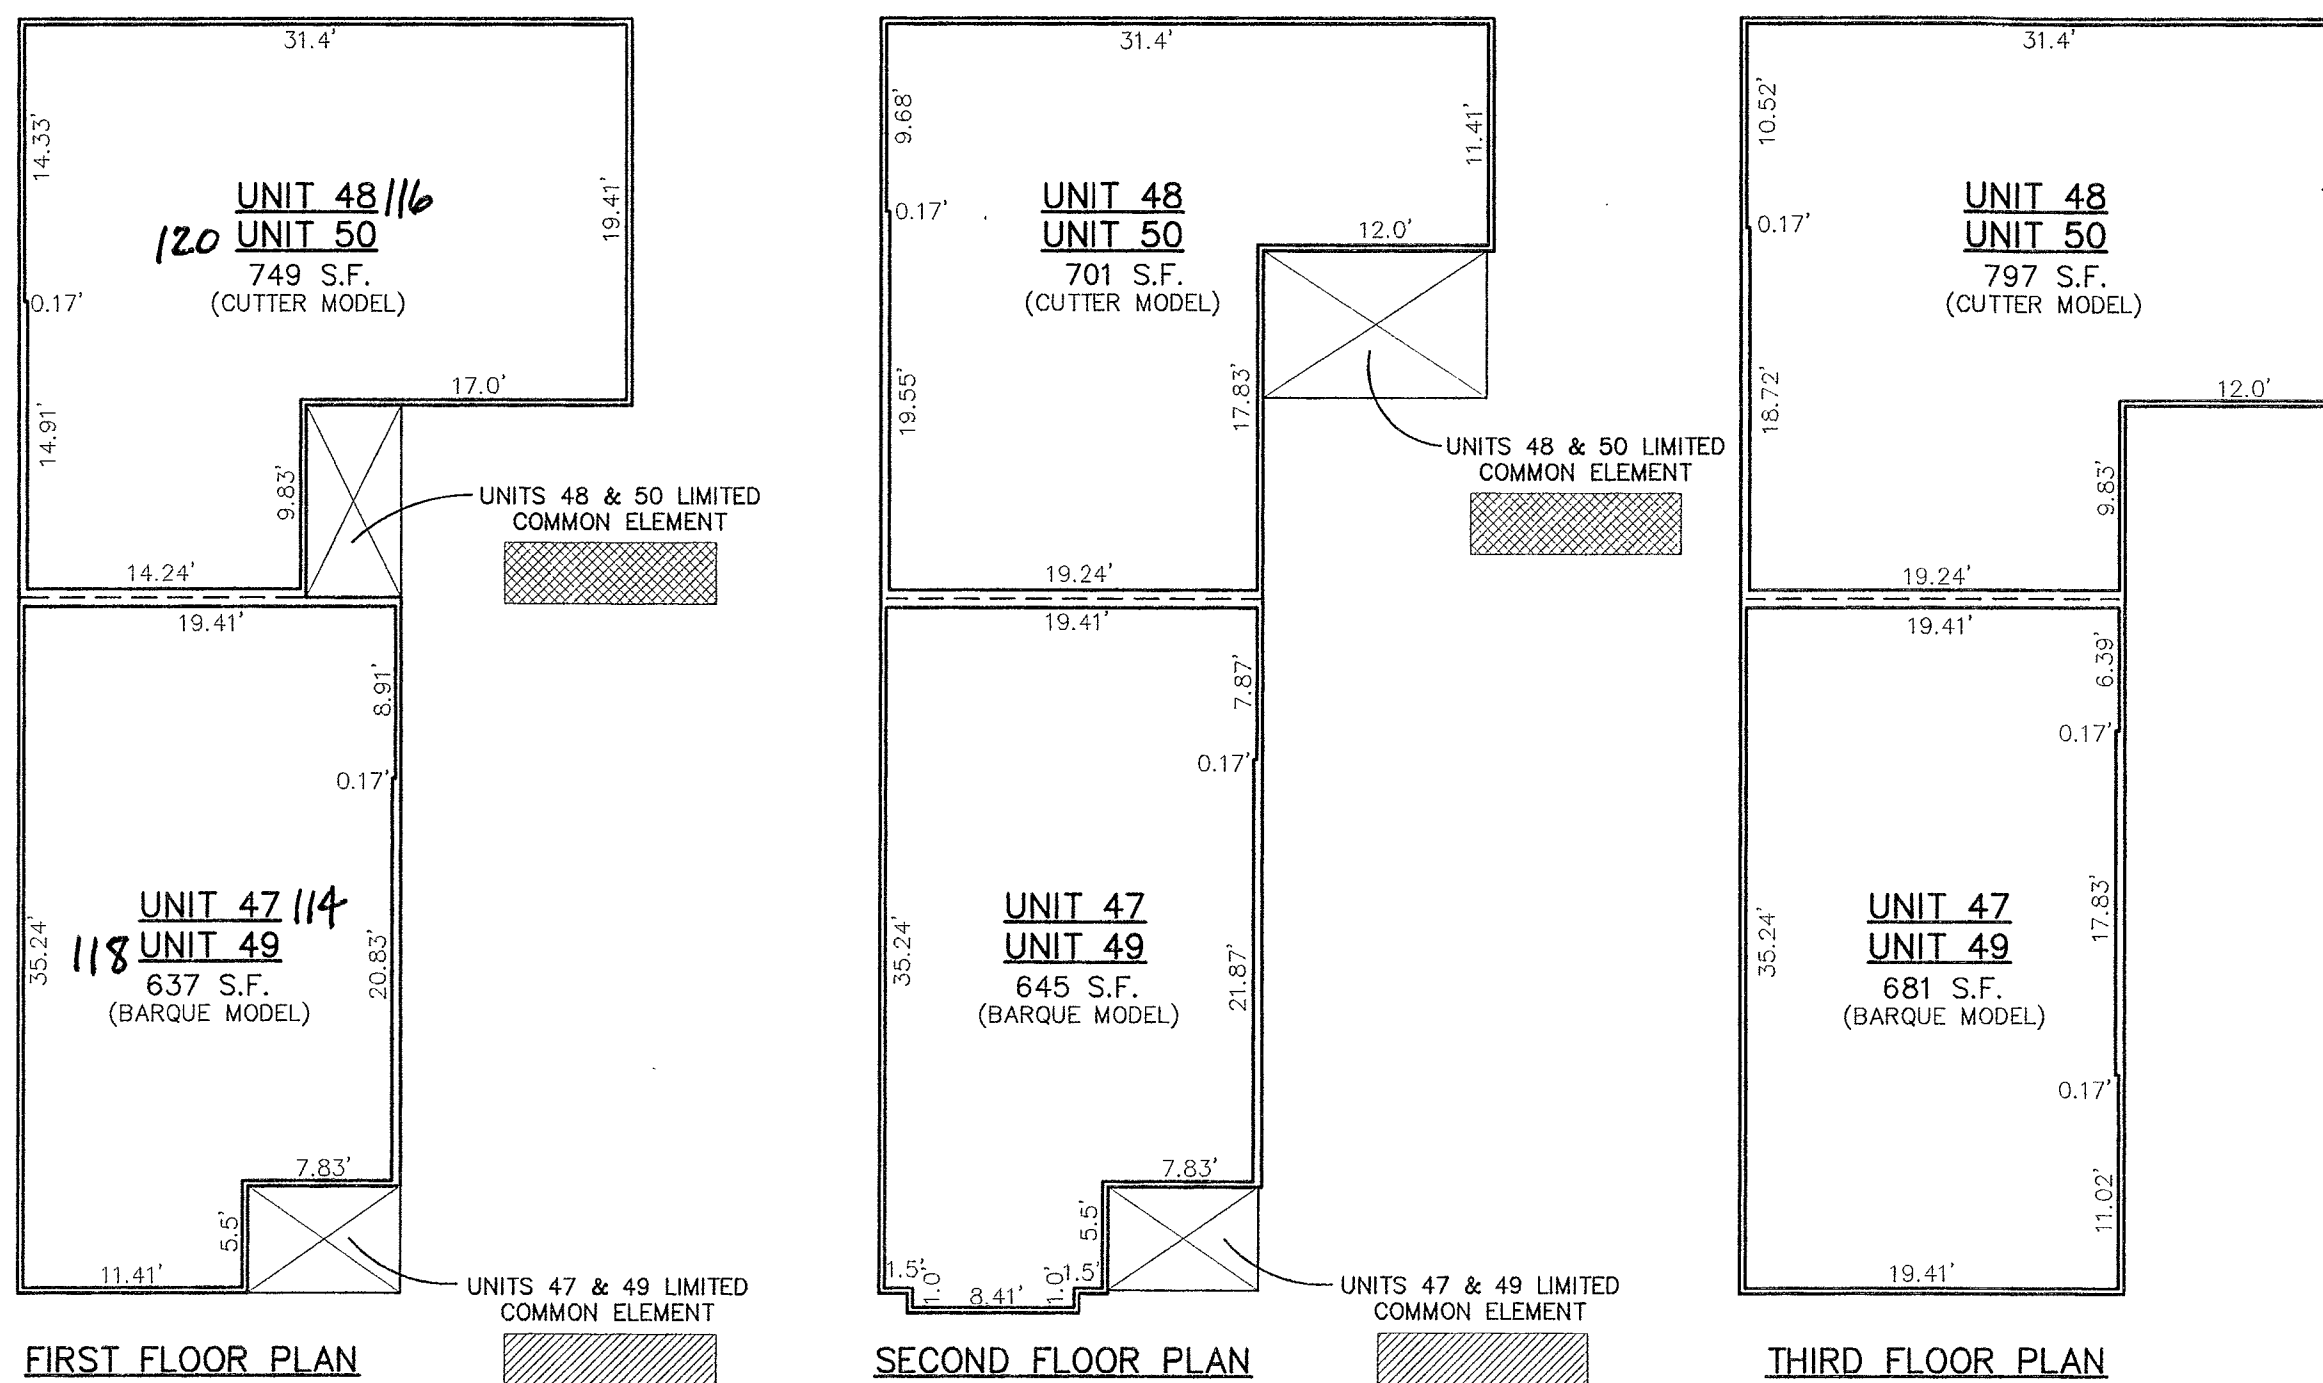 31.4'
14.33'
UNIT 48 116
120 UNIT 50
749 S.F.
(CUTTER MODEL)
19.41'
0.17'
17.0'
14.91'
9.83'
UNITS 48 & 50 LIMITED
COMMON ELEMENT
14.24'
19.41'
8.91'
0.17'
UNIT 47 114
118 UNIT 49
637 S.F.
(BARQUE MODEL)
35.24'
20.83'
7.83'
5.5'
11.41'
UNITS 47 & 49 LIMITED
COMMON ELEMENT
FIRST FLOOR PLAN
31.4'
9.68'
11.41'
UNIT 48
UNIT 50
701 S.F.
(CUTTER MODEL)
0.17'
12.0'
19.55'
17.83'
UNITS 48 & 50 LIMITED
COMMON ELEMENT
19.24'
19.41'
7.87'
0.17'
UNIT 47
UNIT 49
645 S.F.
(BARQUE MODEL)
35.24'
21.87'
7.83'
5.5'
1.5'
1.0'
8.41'
1.0'
1.5'
UNITS 47 & 49 LIMITED
COMMON ELEMENT
SECOND FLOOR PLAN
31.4'
10.52'
UNIT 48
UNIT 50
797 S.F.
(CUTTER MODEL)
0.17'
12.0'
18.72'
9.83'
19.24'
19.41'
6.39'
0.17'
UNIT 47
UNIT 49
681 S.F.
(BARQUE MODEL)
35.24'
17.83'
0.17'
11.02'
19.41'
THIRD FLOOR PLAN